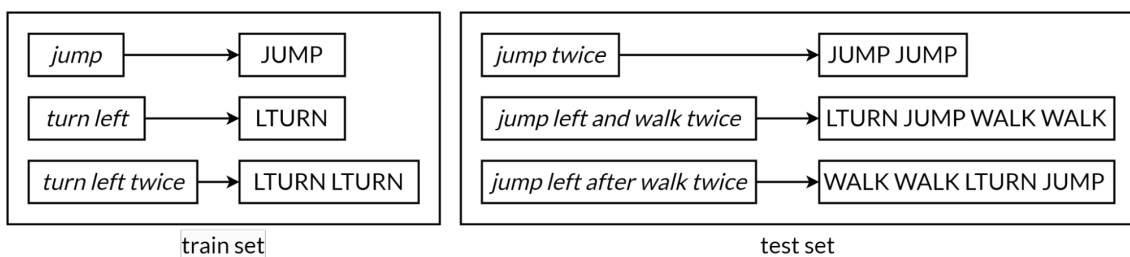 jump JUMP
turn left LTURN
turn left twice LTURN LTURN
train set
jump twice JUMP JUMP
jump left and walk twice LTURN JUMP WALK WALK
jump left after walk twice WALK WALK LTURN JUMP
test set